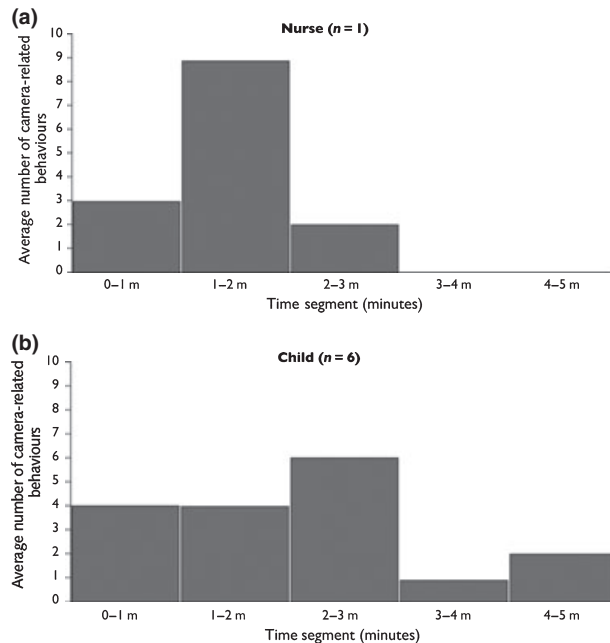 (a)
Nurse (n = 1)
Average number of camera-related
behaviours
10
9
8
7
6
5
4
3
2
1
0
0–1 m 1–2 m 2–3 m 3–4 m 4–5 m
Time segment (minutes)
(b)
Child (n = 6)
Average number of camera-related
behaviours
10
9
8
7
6
5
4
3
2
1
0
0–1 m 1–2 m 2–3 m 3–4 m 4–5 m
Time segment (minutes)